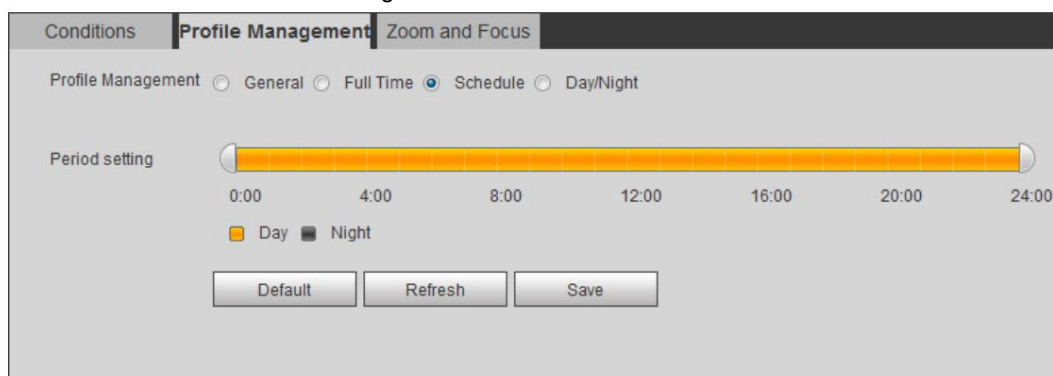 Conditions Profile Management Zoom and Focus
Profile Management General Full Time Schedule Day/Night
Period setting
0:00 4:00 8:00 12:00 16:00 20:00 24:00
Day Night
Default Refresh Save